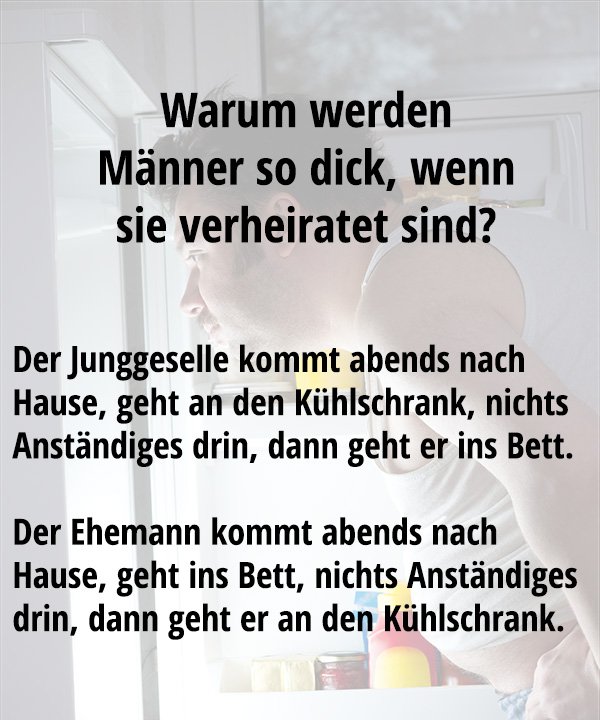 Warum werden
Männer so dick, wenn
sie verheiratet sind?
Der Junggeselle kommt abends nach
Hause, geht an den Kühlschrank, nichts
Anständiges drin, dann geht er ins Bett.
Der Ehemann kommt abends nach
Hause, geht ins Bett, nichts Anständiges
drin, dann geht er an den Kühlschrank.